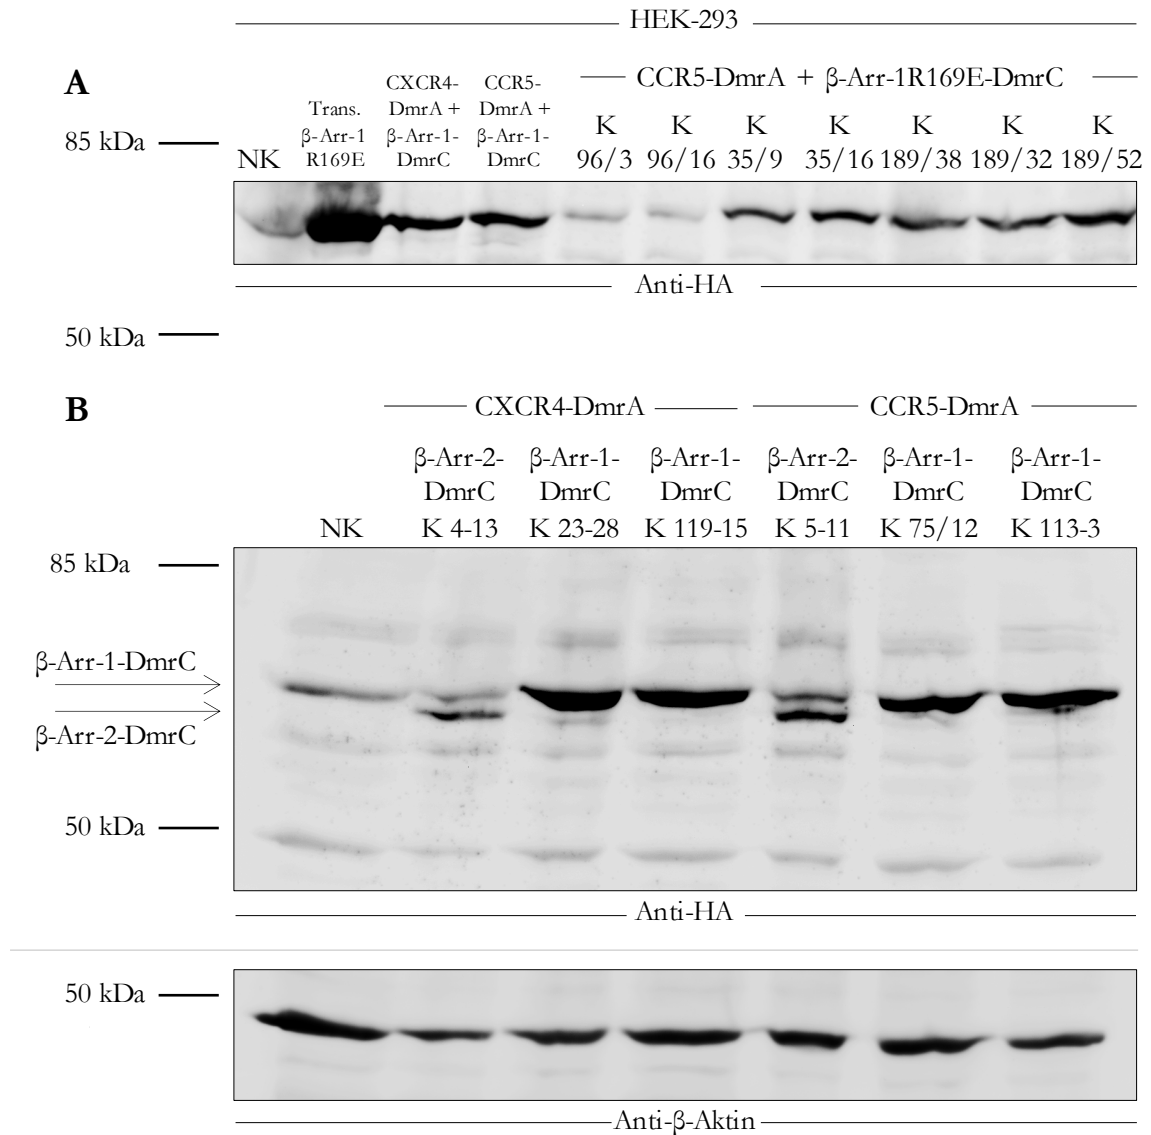 HEK-293
A
CCR5-DmrA + β-Arr-1R169E-DmrC
85 kDa
NK
Trans.
β-Arr-1
R169E
CXCR4-
DmrA +
β-Arr-1-
DmrC
CCR5-
DmrA +
β-Arr-1-
DmrC
K
96/3
K
96/16
K
35/9
K
35/16
K
189/38
K
189/32
K
189/52
Anti-HA
50 kDa
B
CXCR4-DmrA
CCR5-DmrA
NK
β-Arr-2-
DmrC
K 4-13
β-Arr-1-
DmrC
K 23-28
β-Arr-1-
DmrC
K 119-15
β-Arr-2-
DmrC
K 5-11
β-Arr-1-
DmrC
K 75/12
β-Arr-1-
DmrC
K 113-3
85 kDa
β-Arr-1-DmrC
β-Arr-2-DmrC
50 kDa
Anti-HA
50 kDa
Anti-β-Aktin